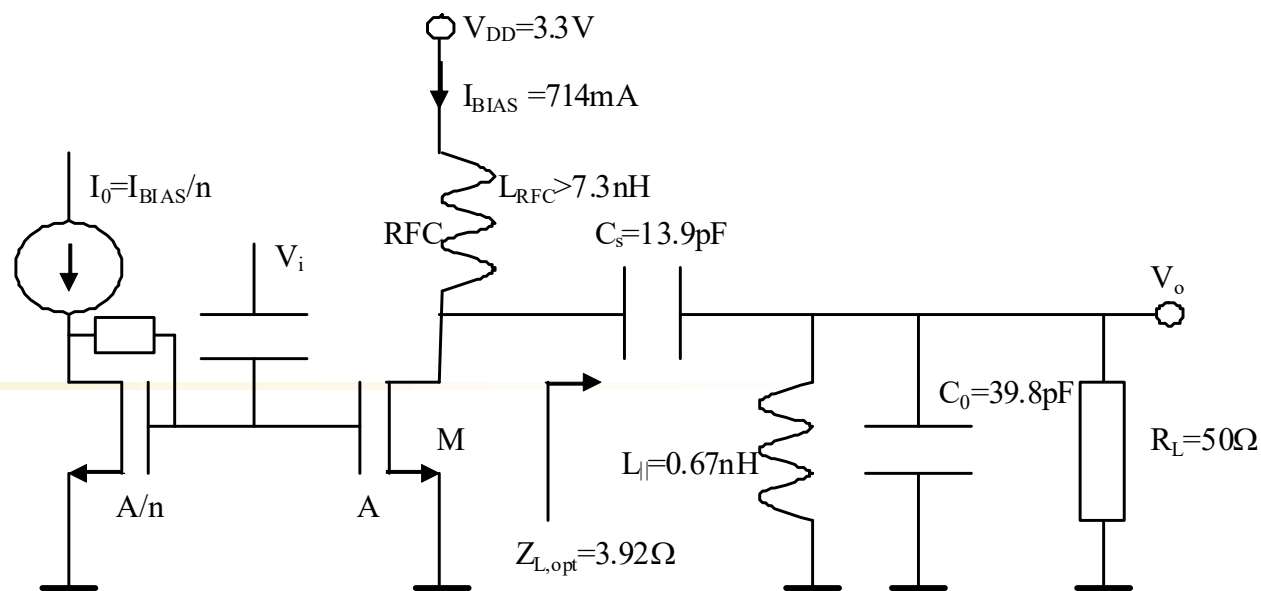 V_DD=3.3V
I_BIAS =714mA
I_0=I_BIAS/n
L_RFC>7.3nH
RFC
C_s=13.9pF
V_i
V_o
C_0=39.8pF
M
R_L=50Ω
L_||=0.67nH
A/n
A
Z_L,opt=3.92Ω